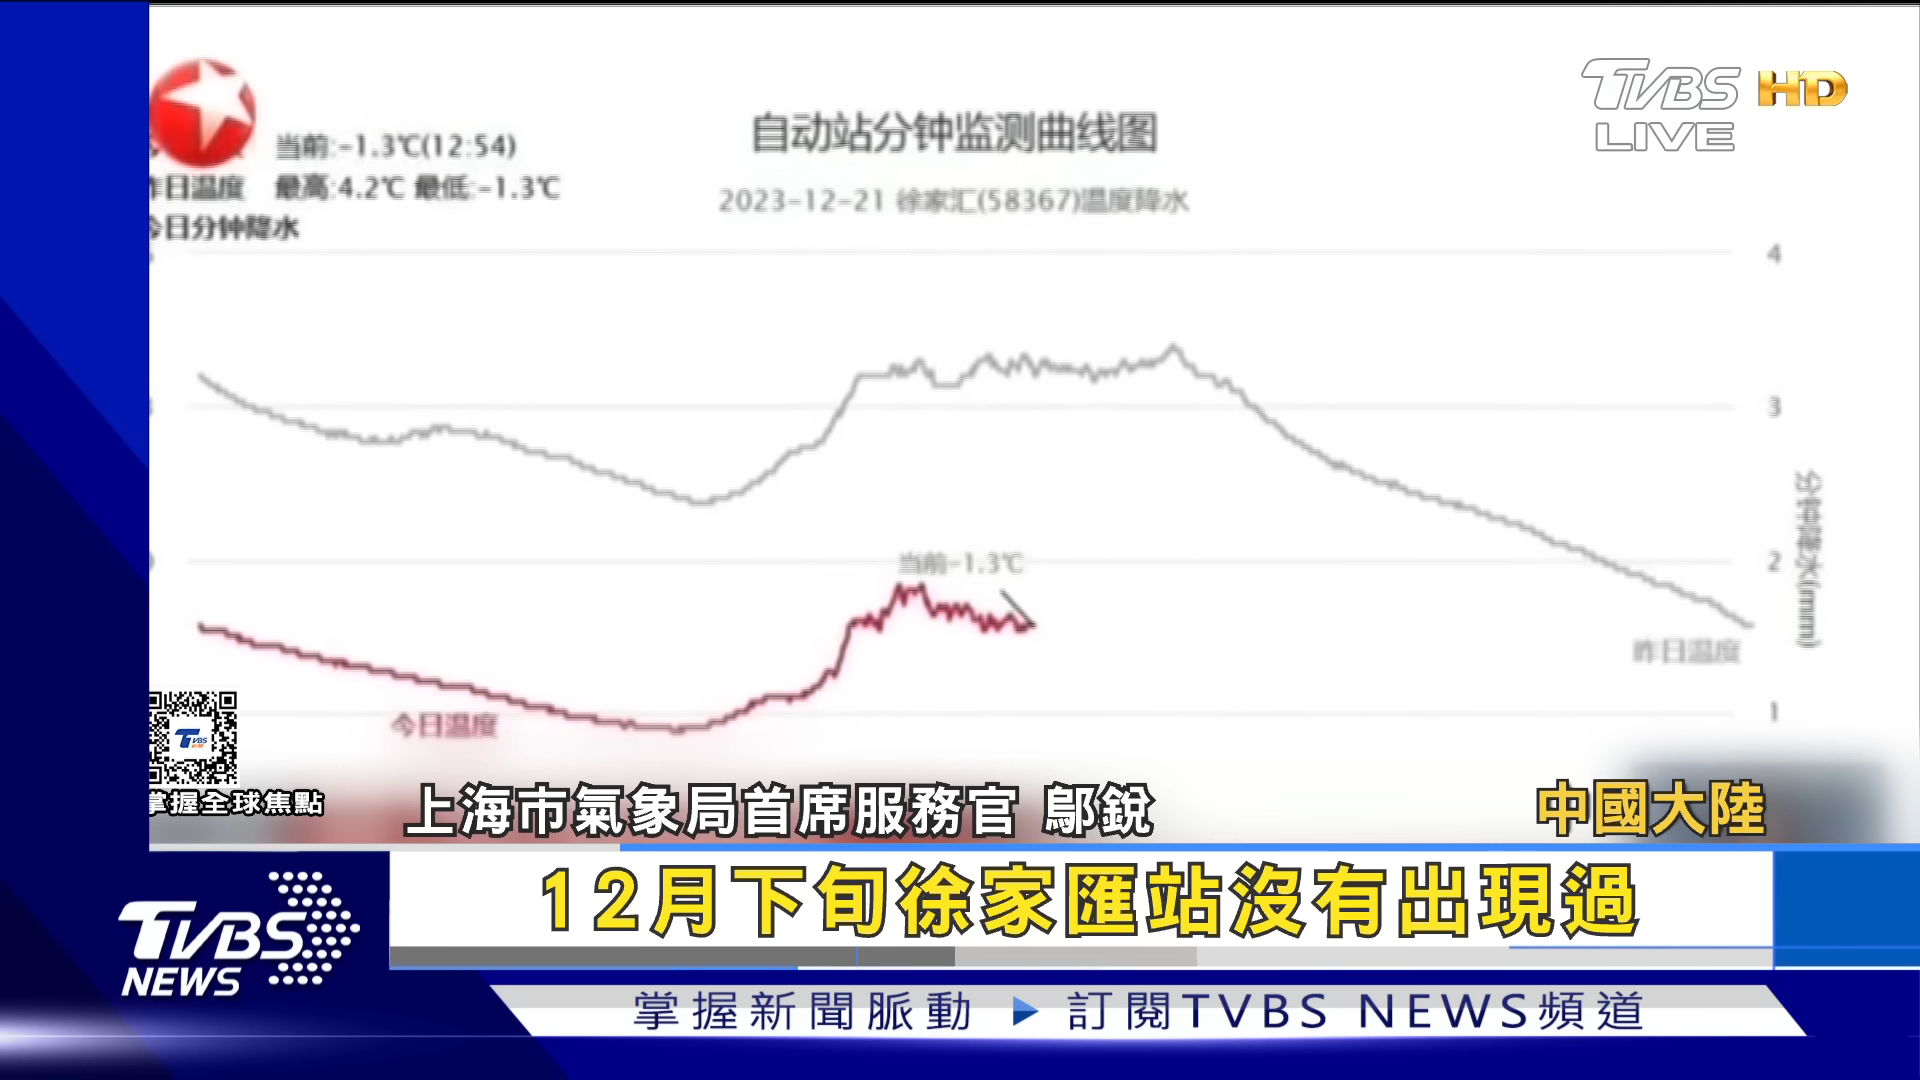 TVBS HD
LIVE
自动站分钟监测曲线图
当前:-1.3℃(12:54)
昨日温度 最高:4.2℃ 最低:-1.3℃
2023-12-21 徐家汇(58367)温度降水
今日分钟降水
4
3
分钟降水(mm)
当前-1.3℃
2
昨日温度
今日温度
1
TVBS
掌握全球焦點
上海市氣象局首席服務官 鄔銳
中國大陸
12月下旬徐家匯站沒有出現過
TVBS
NEWS
掌握新聞脈動 ▶ 訂閱TVBS NEWS頻道